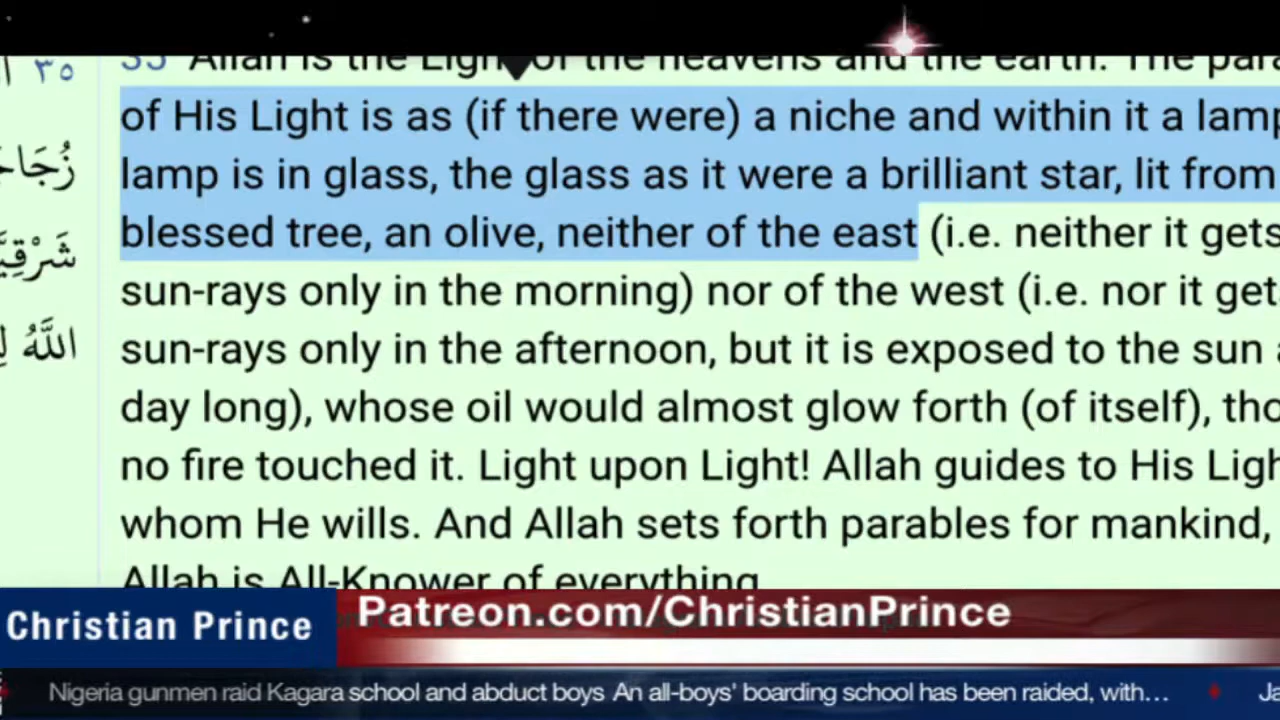 ٣٥
35 Allah is the Light of the heavens and the earth. The para
of His Light is as (if there were) a niche and within it a lamp
زُجَاجَ
lamp is in glass, the glass as it were a brilliant star, lit from
شَرْقِيَّ
blessed tree, an olive, neither of the east (i.e. neither it gets
sun-rays only in the morning) nor of the west (i.e. nor it get
اللَّهُ
sun-rays only in the afternoon, but it is exposed to the sun a
day long), whose oil would almost glow forth (of itself), tho
no fire touched it. Light upon Light! Allah guides to His Ligh
whom He wills. And Allah sets forth parables for mankind,
Allah is All-Knower of everything.
Christian Prince
Patreon.com/ChristianPrince
Nigeria gunmen raid Kagara school and abduct boys An all-boys' boarding school has been raided, with…
Ja